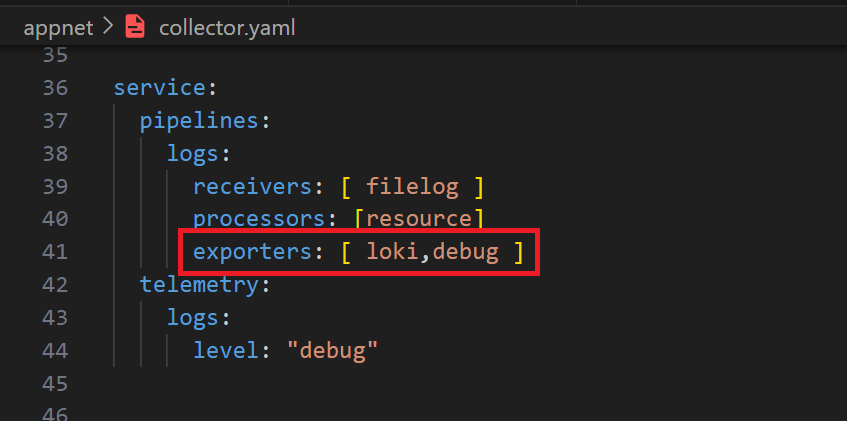 appnet > collector.yaml
35
36 service:
37 pipelines:
38 logs:
39 receivers: [ filelog ]
40 processors: [resource]
41 exporters: [ loki,debug ]
42 telemetry:
43 logs:
44 level: "debug"
45
46